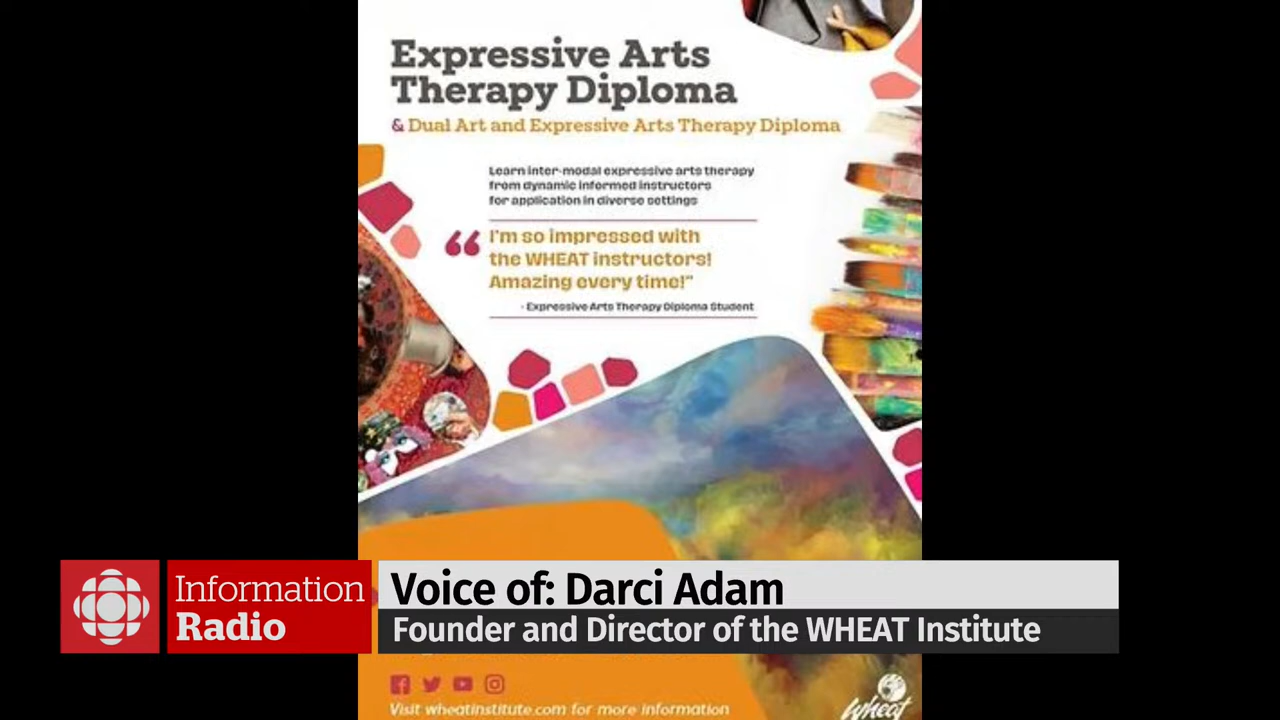 Expressive Arts
Therapy Diploma
& Dual Art and Expressive Arts Therapy Diploma
Learn inter-modal expressive arts therapy
from dynamic informed instructors
for application in diverse settings
“ I'm so impressed with
the WHEAT instructors!
Amazing every time!"
- Expressive Arts Therapy Diploma Student
Information
Radio
Voice of: Darci Adam
Founder and Director of the WHEAT Institute
Visit wheatinstitute.com for more information
wheat